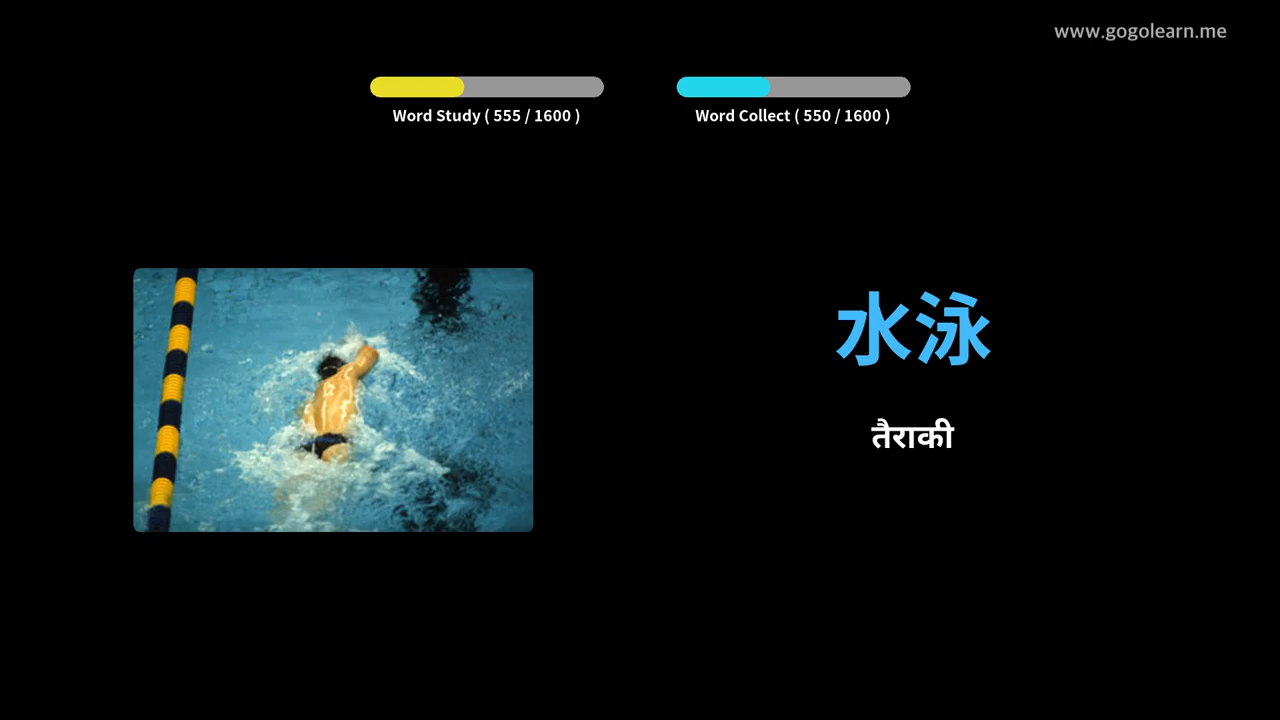 www.gogolearn.me
Word Study ( 555 / 1600 )
Word Collect ( 550 / 1600 )
水泳
तैराकी